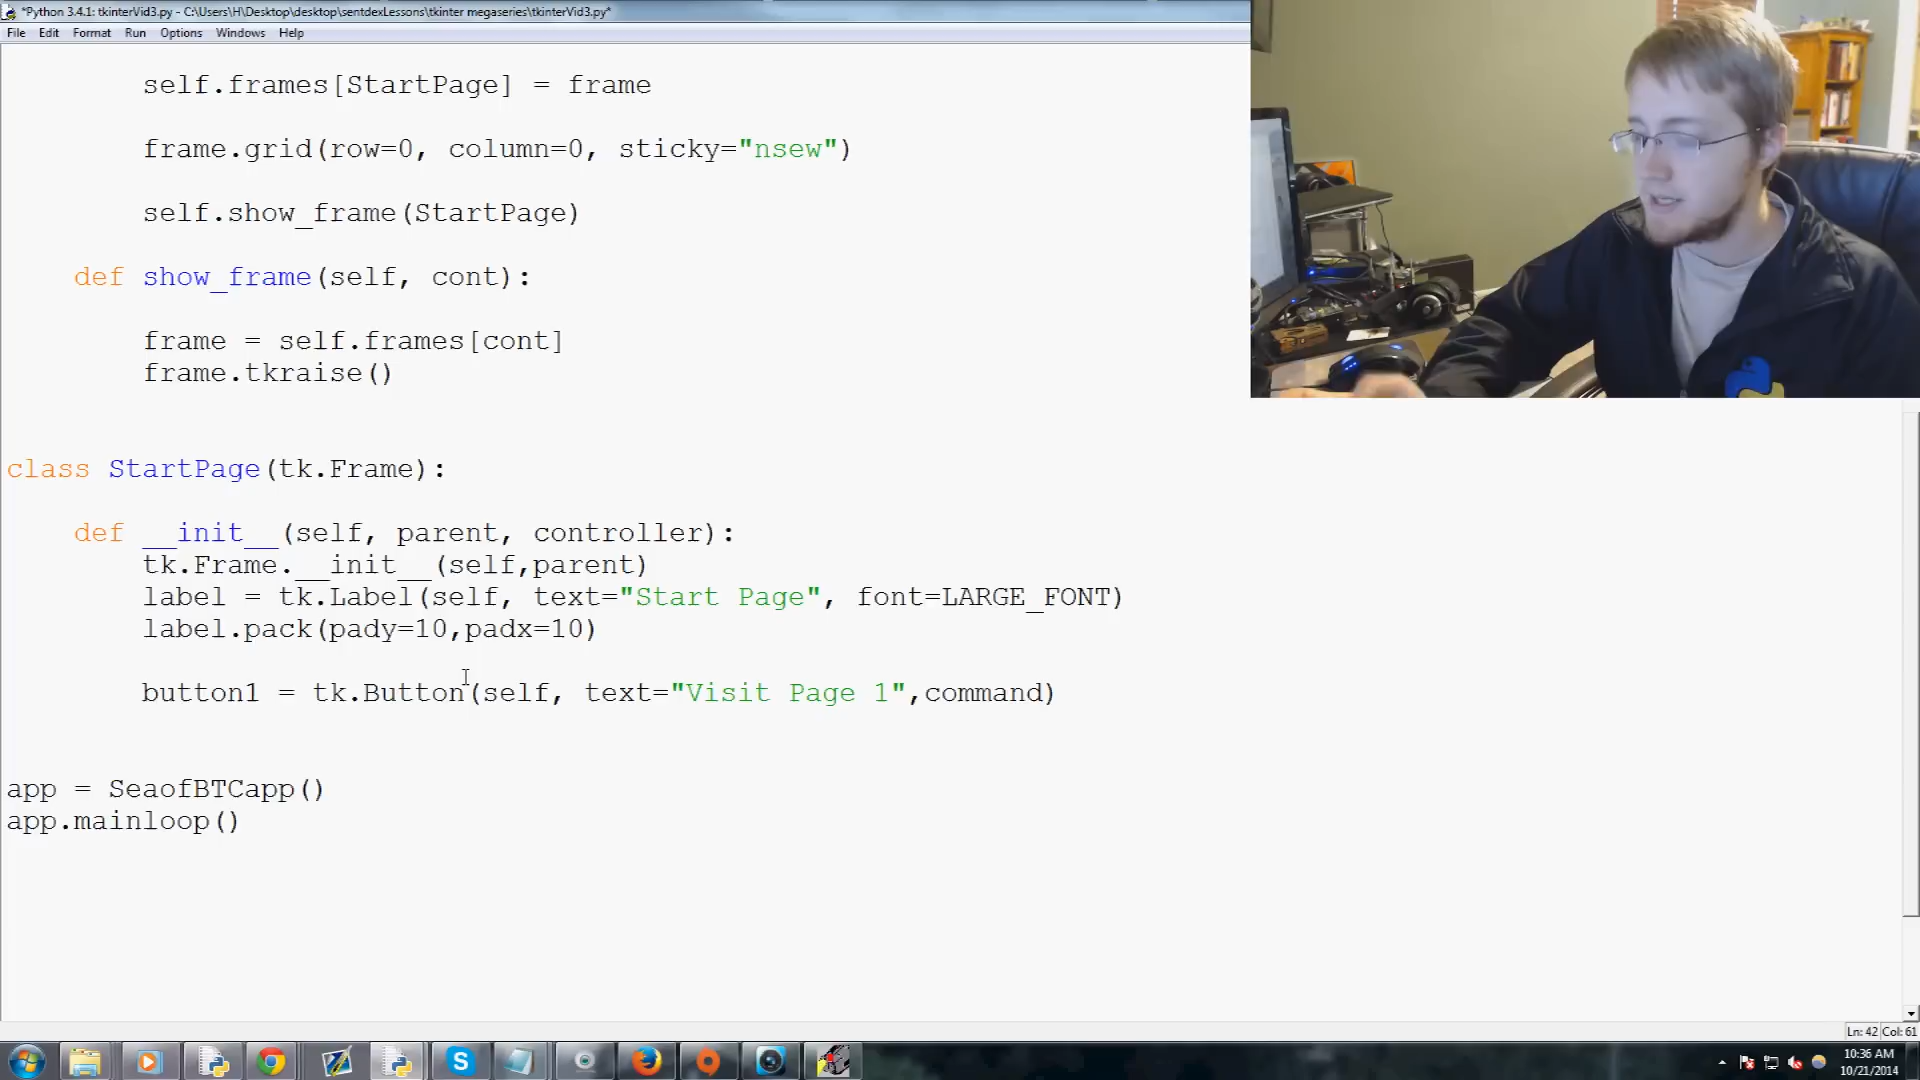 *Python 3.4.1: tkinterVid3.py - C:\Users\H\Desktop\desktop\sentdexLessons\tkinter megaseries\tkinterVid3.py*
File Edit Format Run Options Windows Help
self.frames[StartPage] = frame
frame.grid(row=0, column=0, sticky="nsew")
self.show_frame(StartPage)
def show_frame(self, cont):
frame = self.frames[cont]
frame.tkraise()
class StartPage(tk.Frame):
def __init__(self, parent, controller):
tk.Frame.__init__(self,parent)
label = tk.Label(self, text="Start Page", font=LARGE_FONT)
label.pack(pady=10,padx=10)
button1 = tk.Button(self, text="Visit Page 1",command)
app = SeaofBTCapp()
app.mainloop()
Ln: 42 Col: 61
10:36 AM
10/21/2014